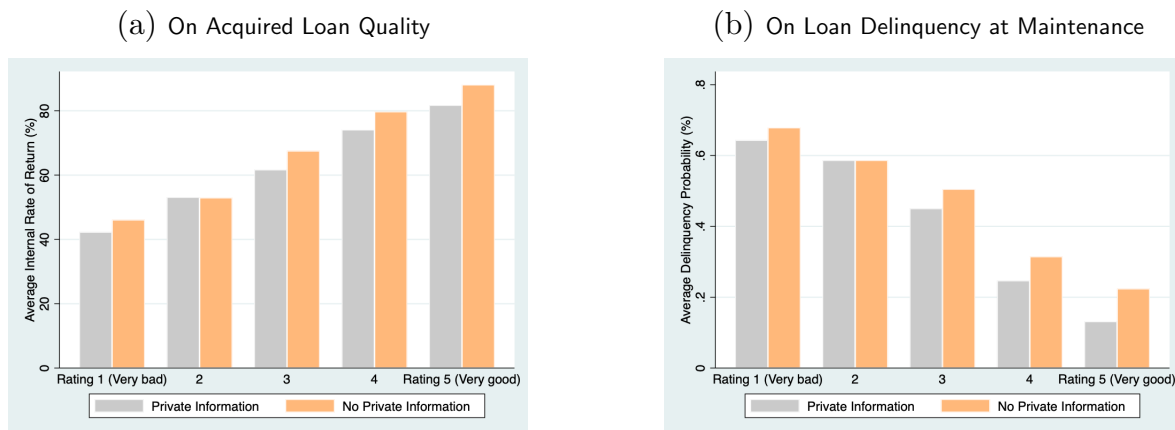 (a) On Acquired Loan Quality
Average Internal Rate of Return (%)
80
60
40
20
0
Rating 1 (Very bad) 2 3 4 Rating 5 (Very good)
Private Information No Private Information
(b) On Loan Delinquency at Maintenance
Average Delinquency Probability (%)
.8
.6
.4
.2
0
Rating 1 (Very bad) 2 3 4 Rating 5 (Very good)
Private Information No Private Information